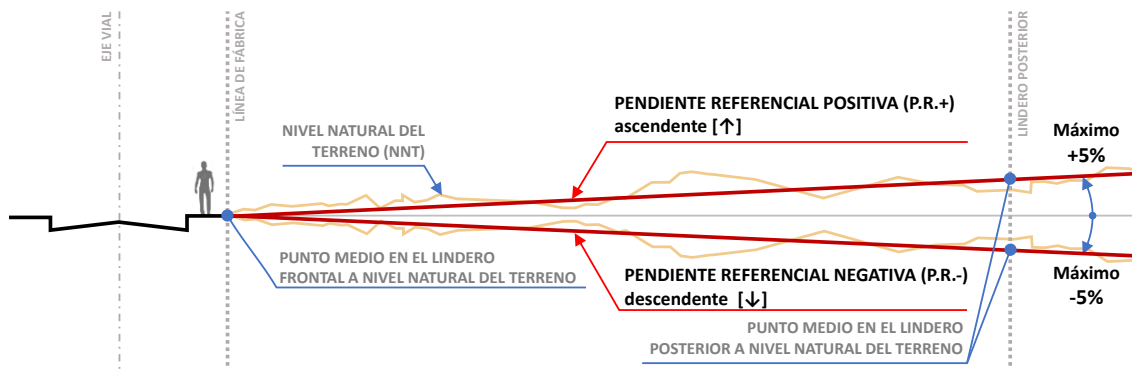 EJE VIAL
LÍNEA DE FÁBRICA
NIVEL NATURAL DEL
TERRENO (NNT)
PENDIENTE REFERENCIAL POSITIVA (P.R.+)
ascendente [↑]
LINDERO POSTERIOR
Máximo
+5%
PUNTO MEDIO EN EL LINDERO
FRONTAL A NIVEL NATURAL DEL TERRENO
PENDIENTE REFERENCIAL NEGATIVA (P.R.-)
descendente [↓]
Máximo
-5%
PUNTO MEDIO EN EL LINDERO
POSTERIOR A NIVEL NATURAL DEL TERRENO